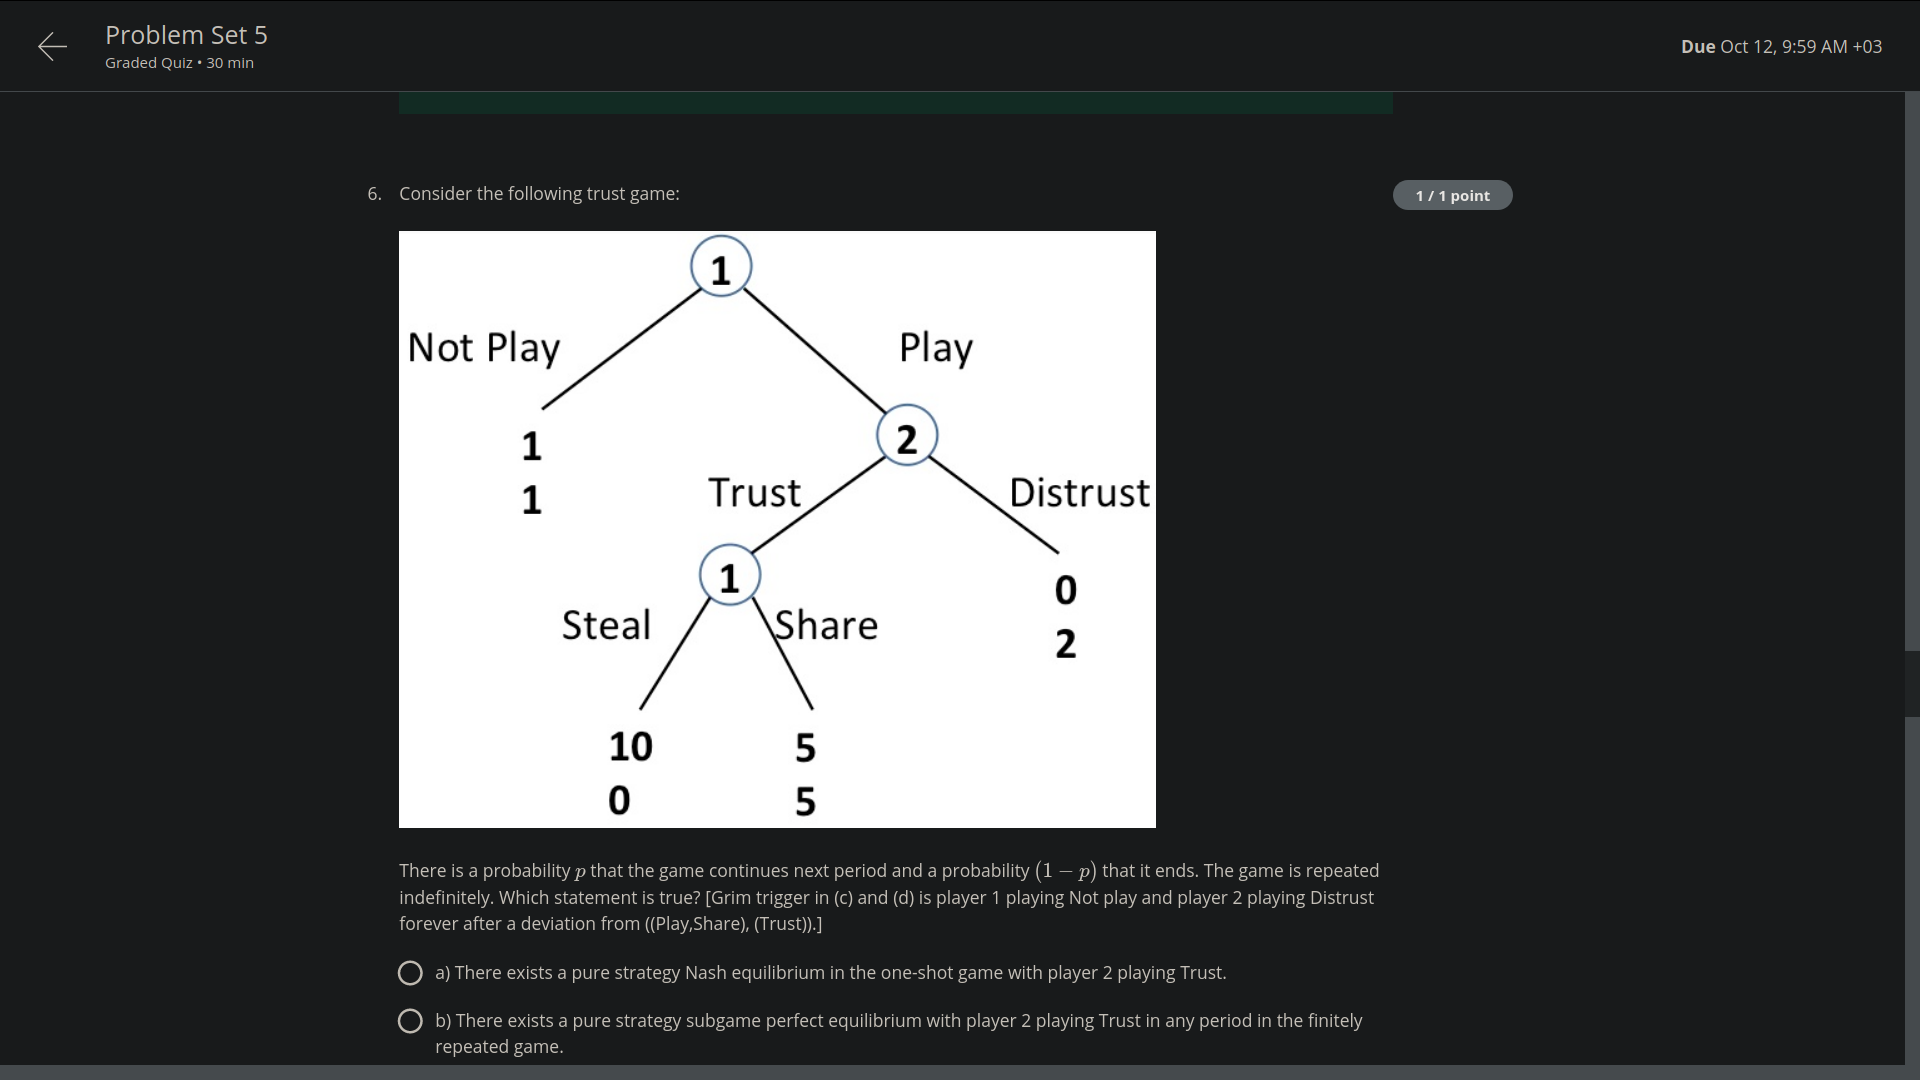 Problem Set 5
Graded Quiz • 30 min
Due Oct 12, 9:59 AM +03
6. Consider the following trust game:
1 / 1 point
1
Not Play
Play
1
1
2
Trust
Distrust
1
0
2
Steal
Share
10
0
5
5
There is a probability p that the game continues next period and a probability (1 − p) that it ends. The game is repeated
indefinitely. Which statement is true? [Grim trigger in (c) and (d) is player 1 playing Not play and player 2 playing Distrust
forever after a deviation from ((Play,Share), (Trust)).]
a) There exists a pure strategy Nash equilibrium in the one-shot game with player 2 playing Trust.
b) There exists a pure strategy subgame perfect equilibrium with player 2 playing Trust in any period in the finitely
repeated game.